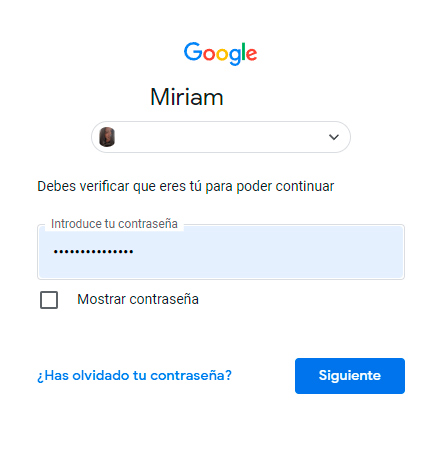 Google
Miriam
Debes verificar que eres tú para poder continuar
Introduce tu contraseña
•••••••••••••••
Mostrar contraseña
¿Has olvidado tu contraseña?
Siguiente